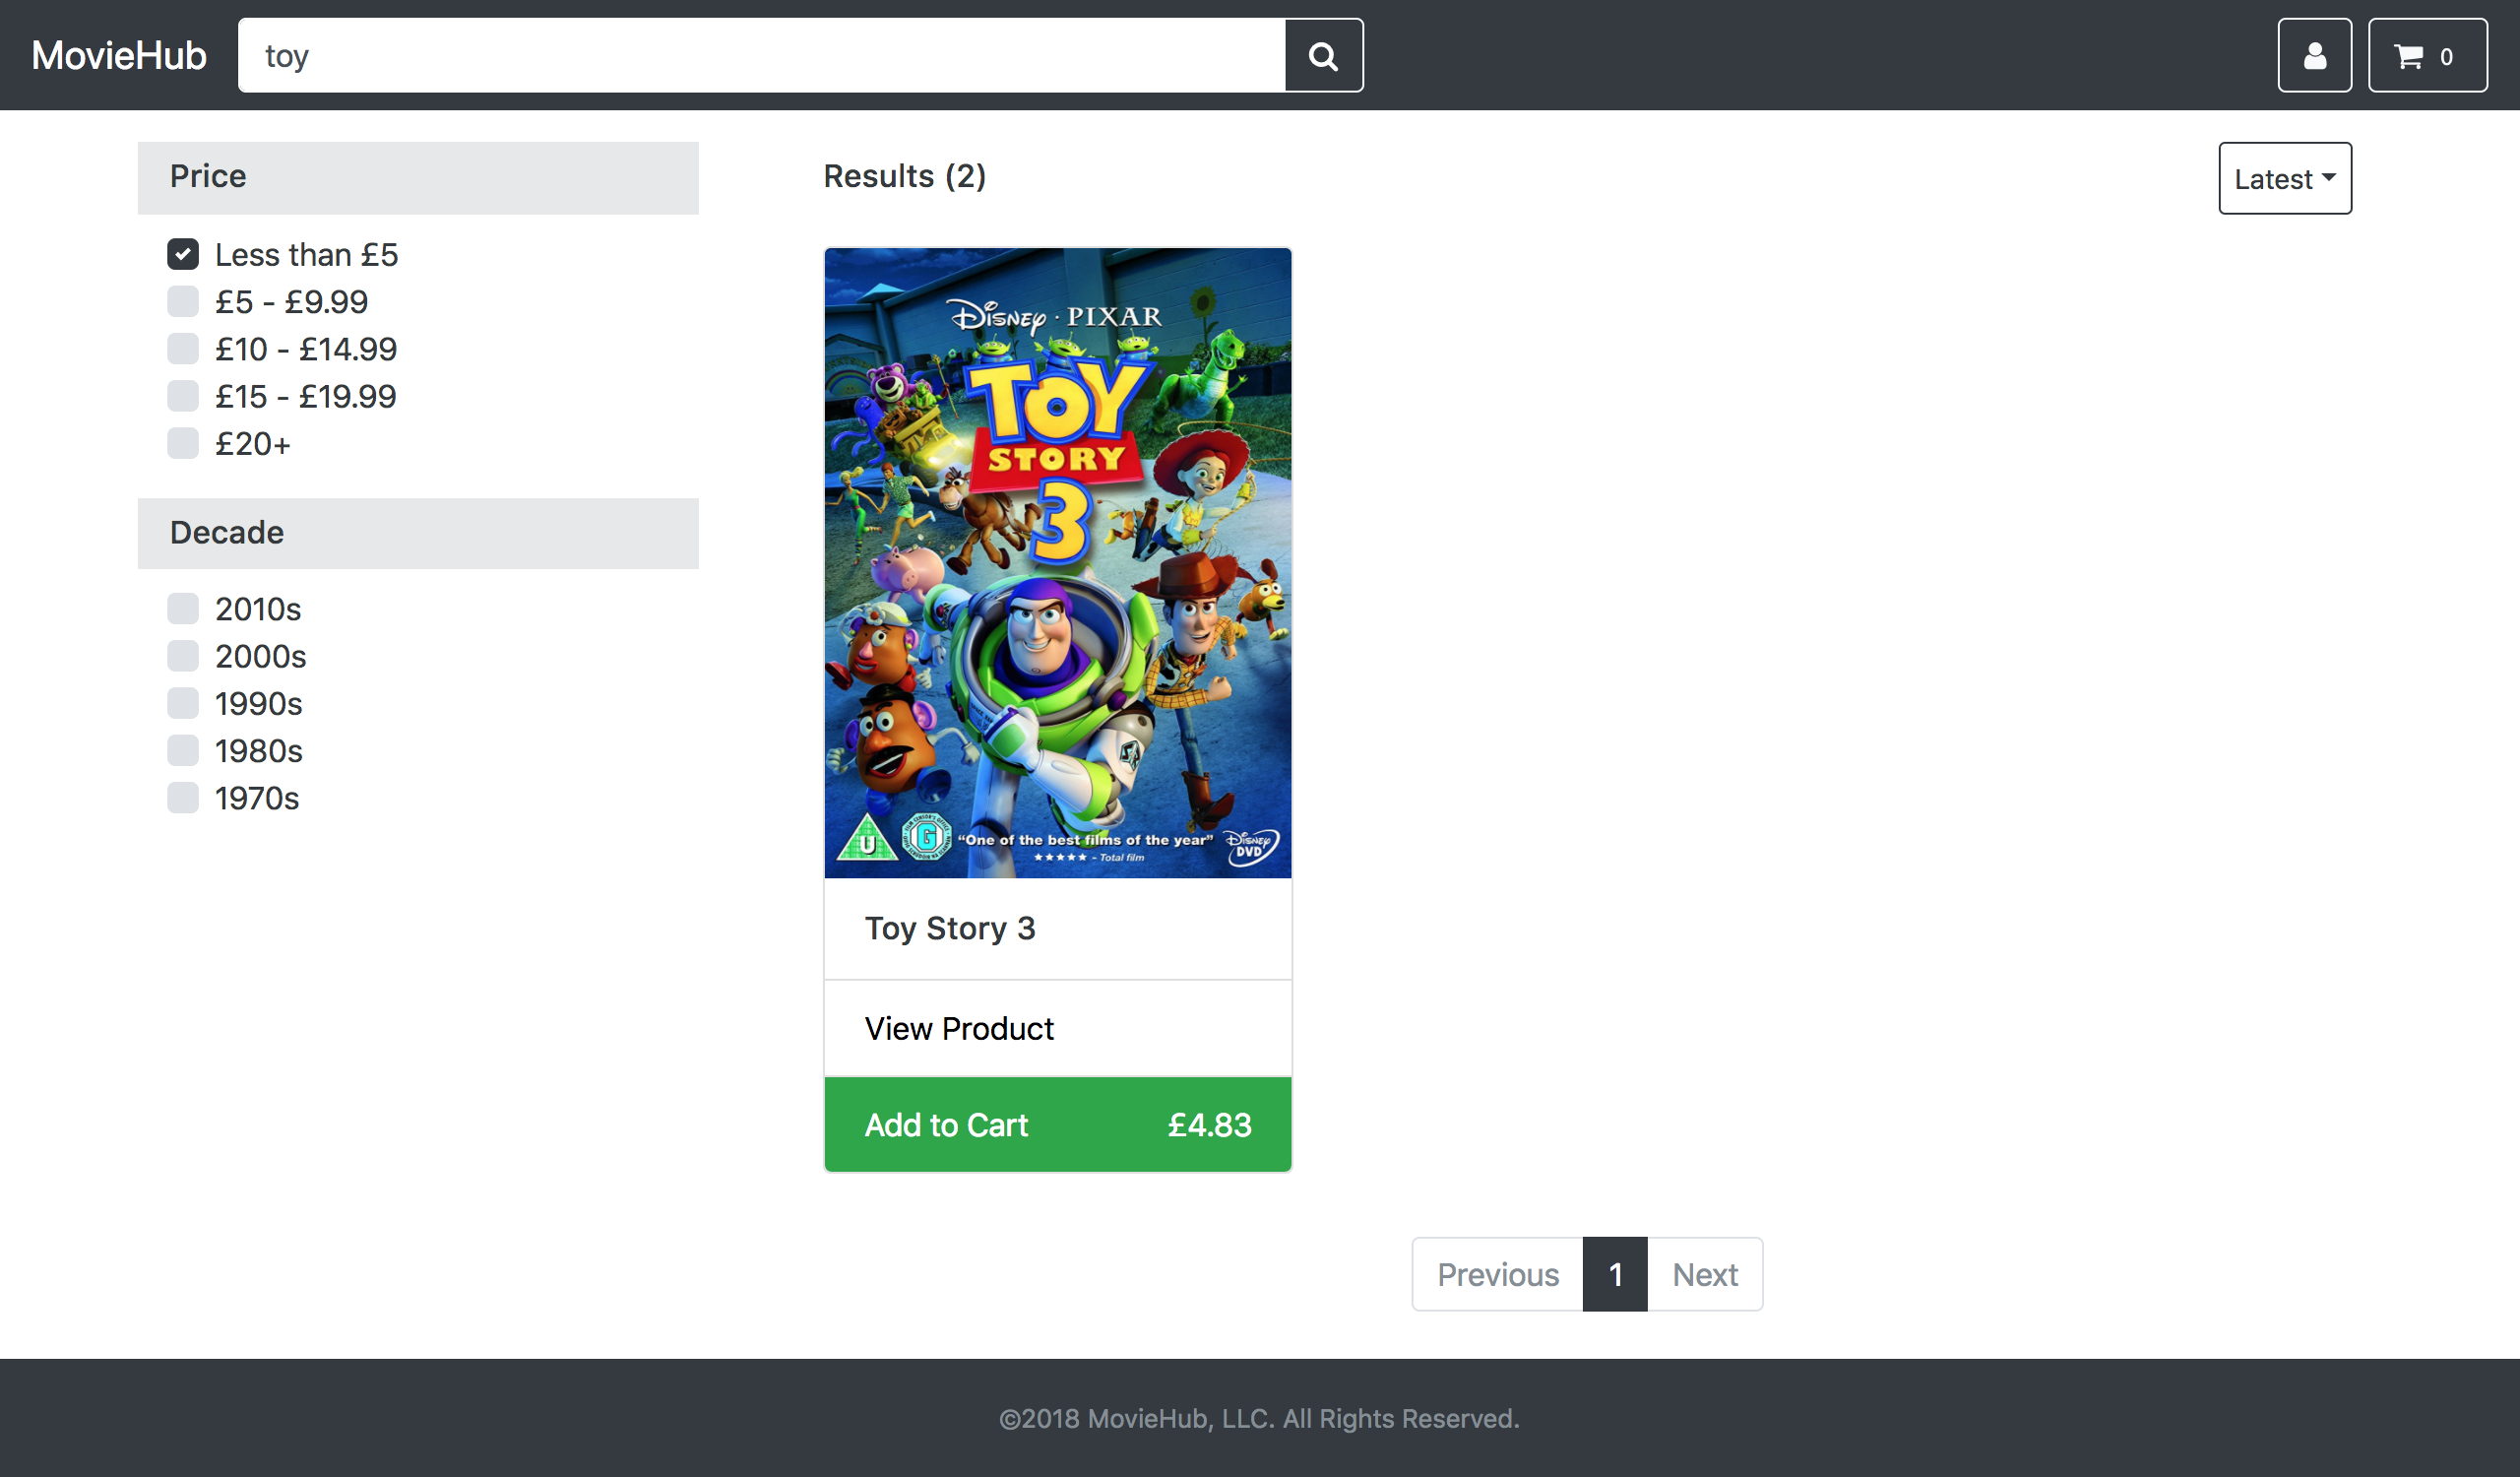 MovieHub
toy
0
Price
Less than £5
£5 - £9.99
£10 - £14.99
£15 - £19.99
£20+
Decade
2010s
2000s
1990s
1980s
1970s
Results (2)
Latest
Disney · PIXAR
TOY
STORY
3
U
G
“One of the best films of the year”
★★★★★ – Total film
Disney
DVD
Toy Story 3
View Product
Add to Cart £4.83
Previous 1 Next
©2018 MovieHub, LLC. All Rights Reserved.